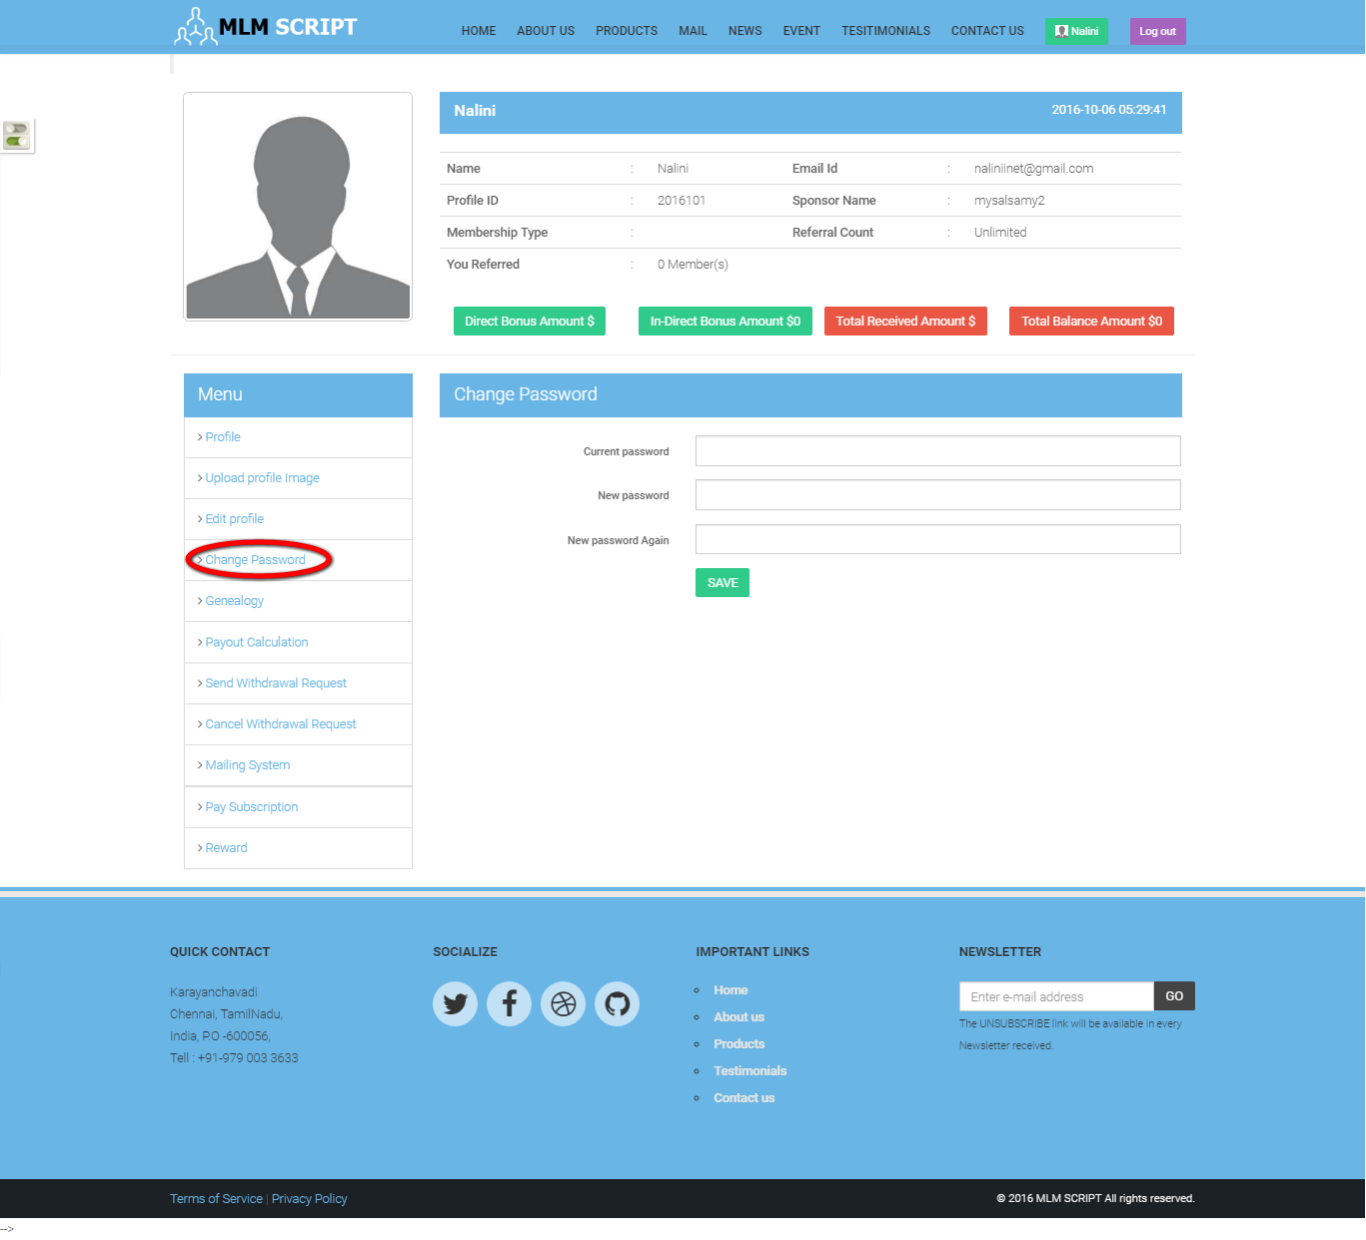 MLM SCRIPT
HOME ABOUT US PRODUCTS MAIL NEWS EVENT TESITIMONIALS CONTACT US Nalini Log out
Nalini 2016-10-06 05:29:41
Name : Nalini Email Id : naliniinet@gmail.com
Profile ID : 2016101 Sponsor Name : mysalsamy2
Membership Type : Referral Count : Unlimited
You Referred : 0 Member(s)
Direct Bonus Amount $ In-Direct Bonus Amount $0 Total Received Amount $ Total Balance Amount $0
Menu
> Profile
> Upload profile Image
> Edit profile
> Change Password
> Genealogy
> Payout Calculation
> Send Withdrawal Request
> Cancel Withdrawal Request
> Mailing System
> Pay Subscription
> Reward
Change Password
Current password
New password
New password Again
SAVE
QUICK CONTACT
Karayanchavadi
Chennai, TamilNadu,
India, P.O -600056,
Tell : +91-979 003 3633
SOCIALIZE
IMPORTANT LINKS
Home
About us
Products
Testimonials
Contact us
NEWSLETTER
Enter e-mail address GO
The UNSUBSCRIBE link will be available in every
Newsletter received.
Terms of Service | Privacy Policy
© 2016 MLM SCRIPT All rights reserved.
-->